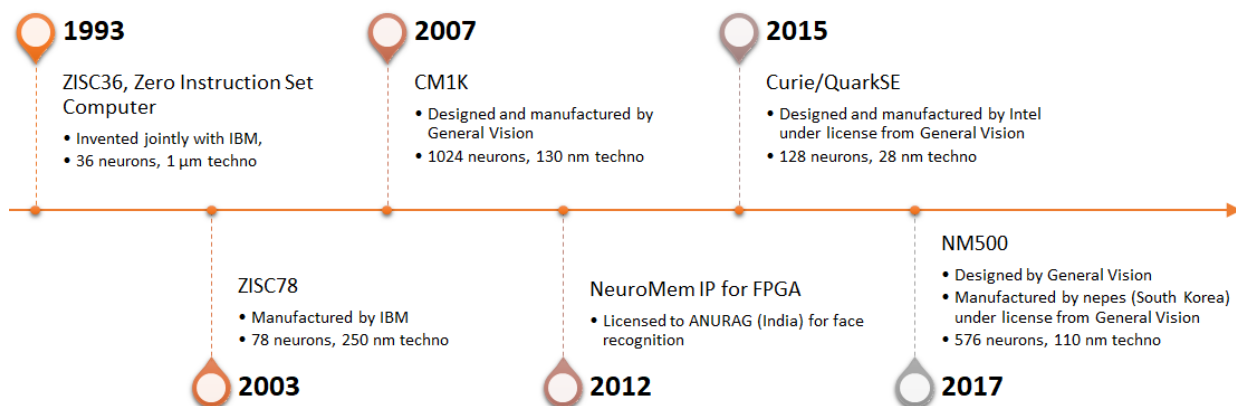 1993
ZISC36, Zero Instruction Set
Computer
• Invented jointly with IBM,
• 36 neurons, 1 µm techno
2007
CM1K
• Designed and manufactured by
General Vision
• 1024 neurons, 130 nm techno
2015
Curie/QuarkSE
• Designed and manufactured by Intel
under license from General Vision
• 128 neurons, 28 nm techno
ZISC78
• Manufactured by IBM
• 78 neurons, 250 nm techno
2003
NeuroMem IP for FPGA
• Licensed to ANURAG (India) for face
recognition
2012
NM500
• Designed by General Vision
• Manufactured by nepes (South Korea)
under license from General Vision
• 576 neurons, 110 nm techno
2017